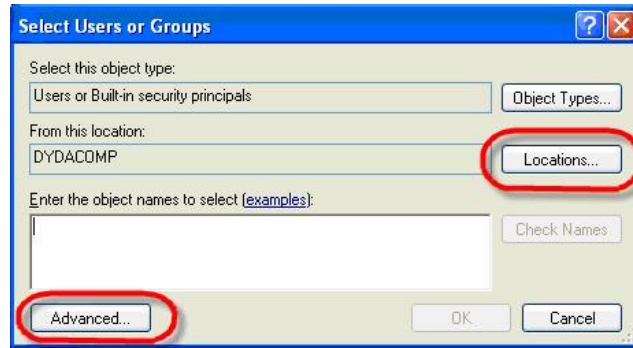 Select Users or Groups
Select this object type:
Users or Built-in security principals
Object Types...
From this location:
DYDACOMP
Locations...
Enter the object names to select (examples):
Check Names
Advanced...
OK
Cancel